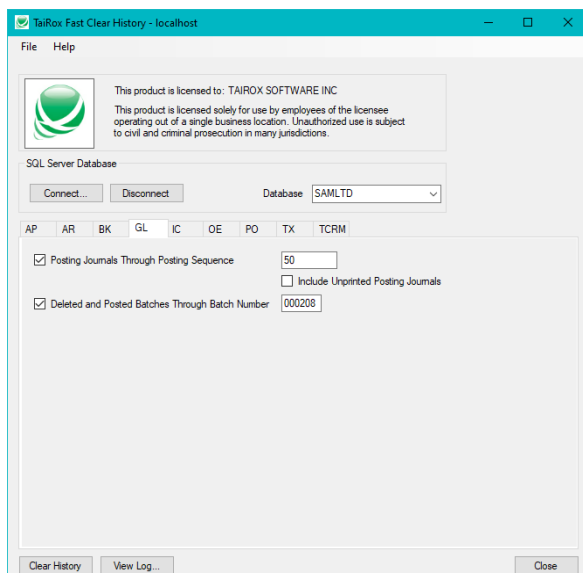 TaiRox Fast Clear History - localhost
File Help
This product is licensed to: TAIROX SOFTWARE INC
This product is licensed solely for use by employees of the licensee
operating out of a single business location. Unauthorized use is subject
to civil and criminal prosecution in many jurisdictions.
SQL Server Database
Connect... Disconnect Database SAMLTD
AP AR BK GL IC OE PO TX TCRM
Posting Journals Through Posting Sequence 50
Include Unprinted Posting Journals
Deleted and Posted Batches Through Batch Number 000208
Clear History View Log... Close